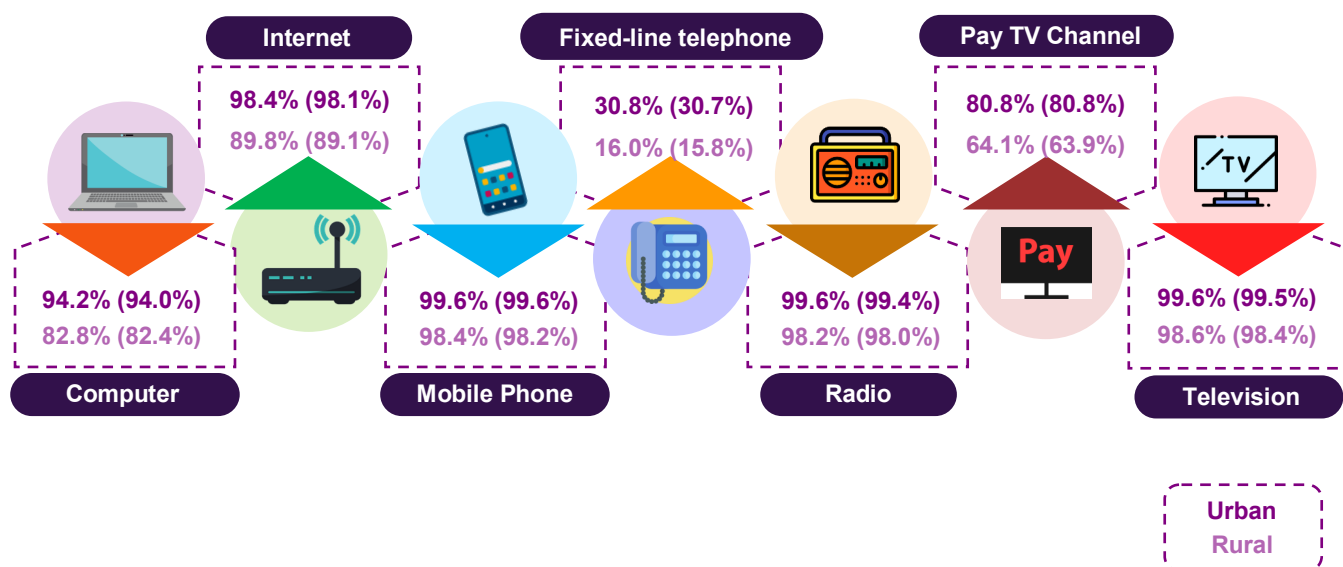 Internet
Fixed-line telephone
Pay TV Channel
98.4% (98.1%)
89.8% (89.1%)
30.8% (30.7%)
16.0% (15.8%)
80.8% (80.8%)
64.1% (63.9%)
TV
Pay
94.2% (94.0%)
82.8% (82.4%)
99.6% (99.6%)
98.4% (98.2%)
99.6% (99.4%)
98.2% (98.0%)
99.6% (99.5%)
98.6% (98.4%)
Computer
Mobile Phone
Radio
Television
Urban
Rural